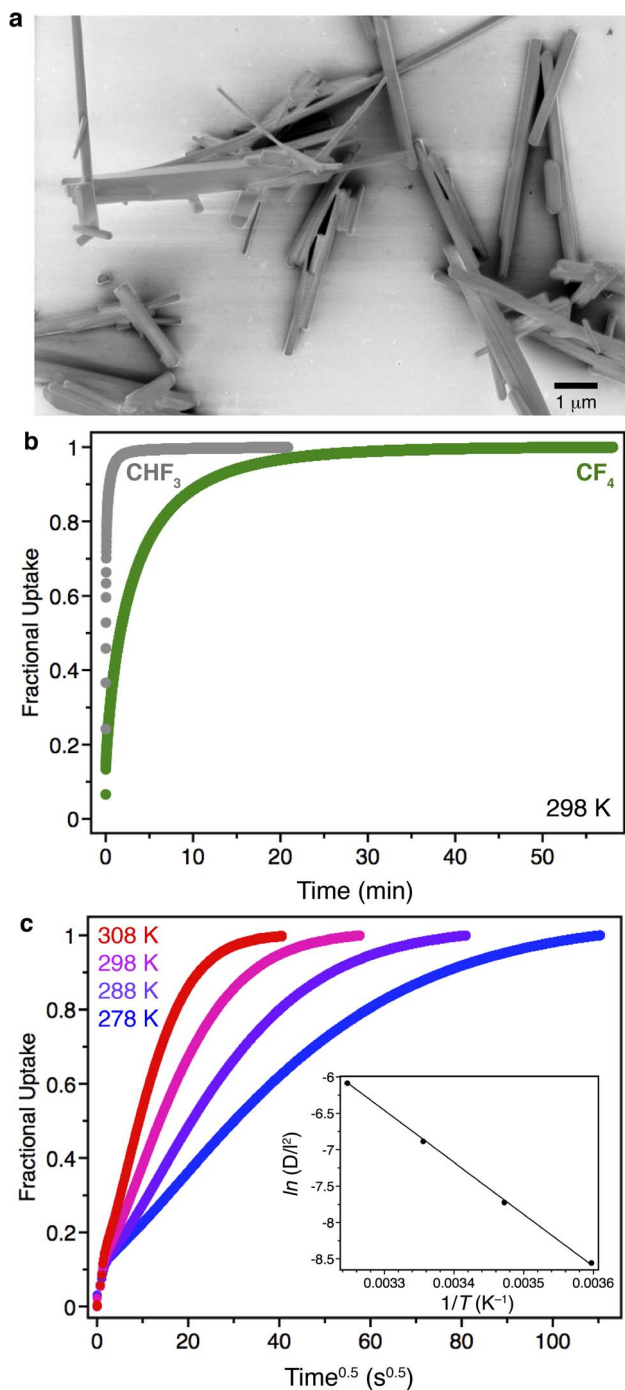 a
1 μm
b
1
0.8
0.6
0.4
0.2
0
Fractional Uptake
CHF₃
CF₄
298 K
0
10
20
30
40
50
Time (min)
c
308 K
298 K
288 K
278 K
1
0.8
0.6
0.4
0.2
0
Fractional Uptake
-6
-6.5
-7
-7.5
-8
-8.5
ln (D/l²)
0.0033
0.0034
0.0035
0.0036
1/T (K⁻¹)
0
20
40
60
80
100
Time⁰·⁵ (s⁰·⁵)